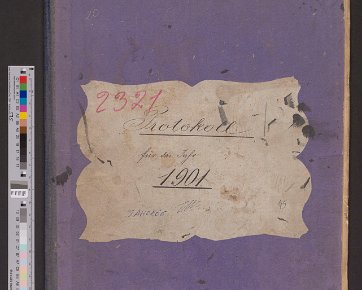 2321
Protokoll
für das Jahr
1901